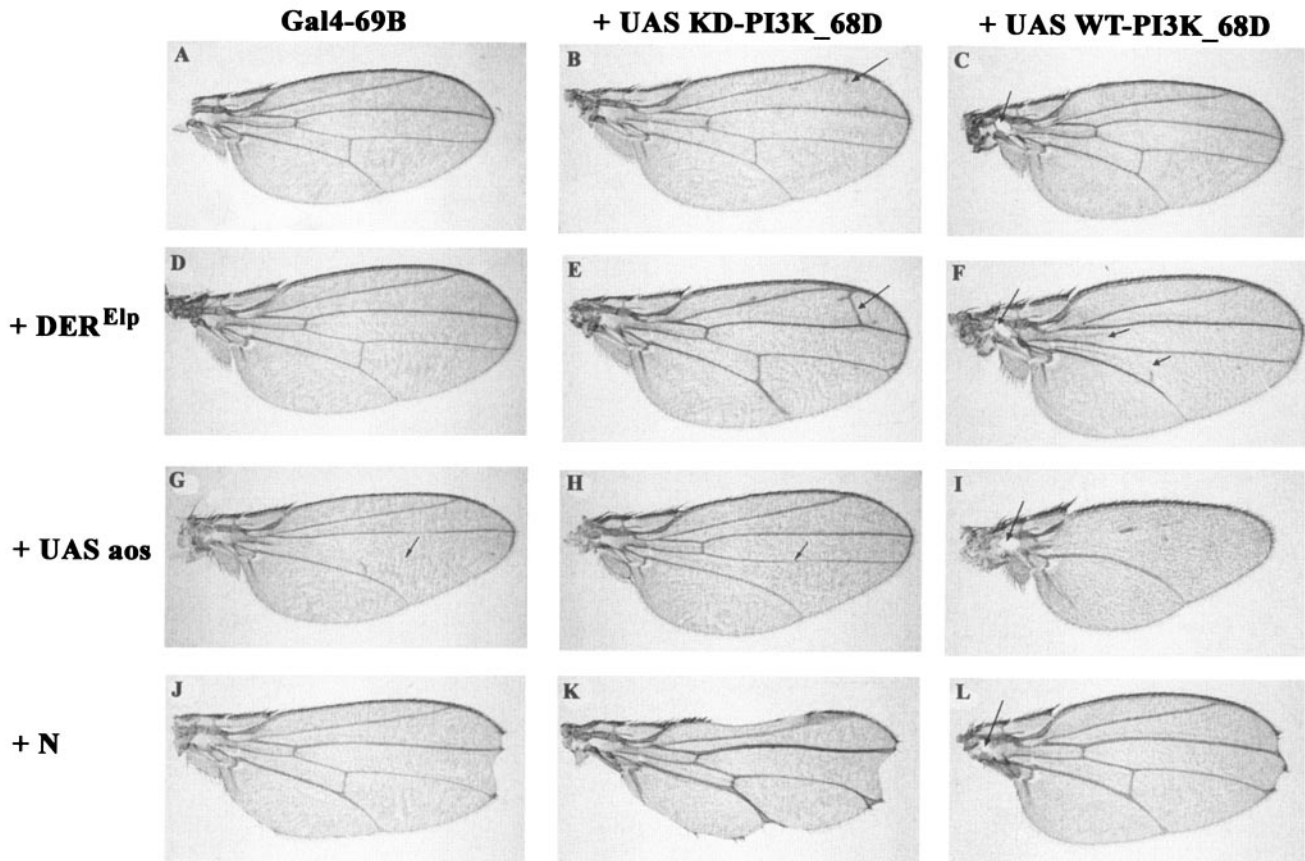 Gal4-69B
+ UAS KD-PI3K_68D
+ UAS WT-PI3K_68D
A
B
C
+ DER^Elp
D
E
F
+ UAS aos
G
H
I
+ N
J
K
L